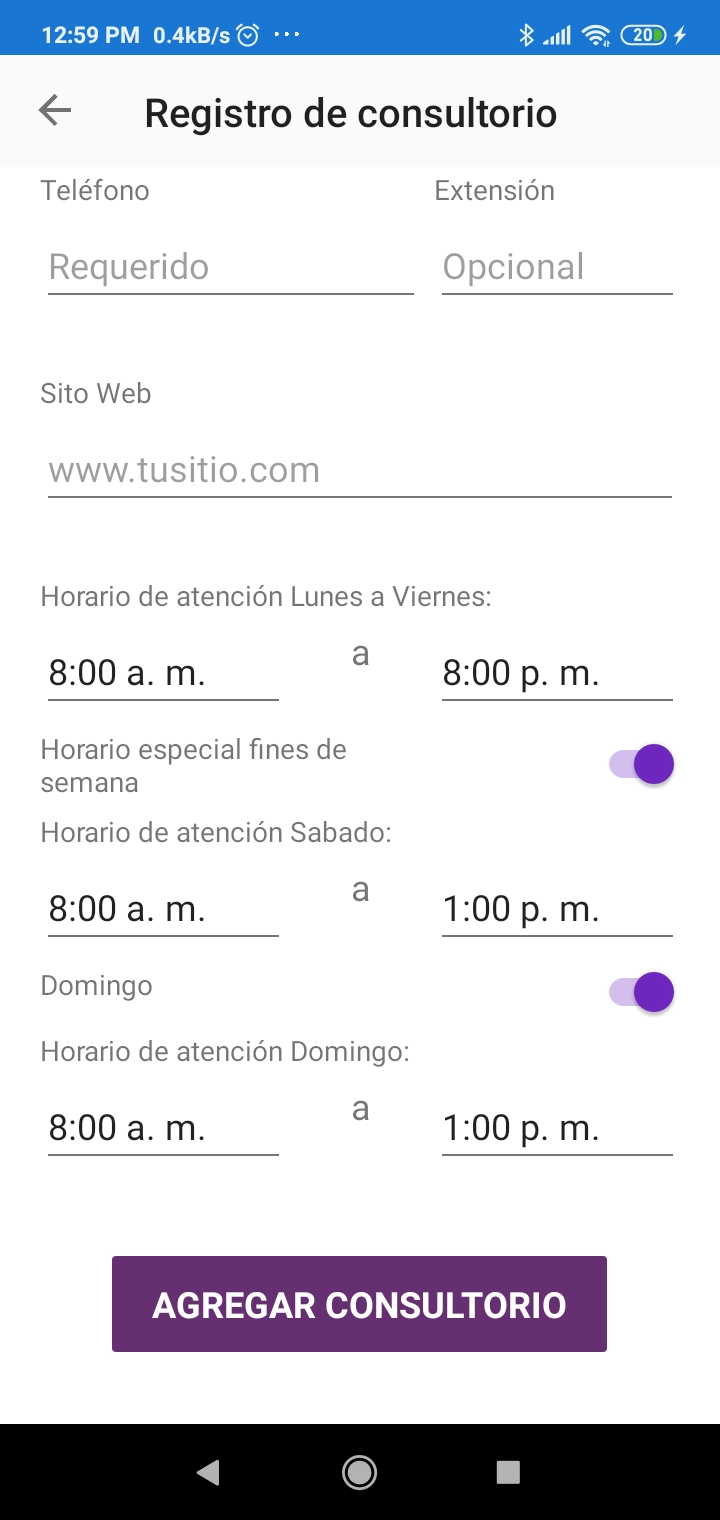 12:59 PM 0.4kB/s ... 20
Registro de consultorio
Teléfono Extensión
Requerido Opcional
Sito Web
www.tusitio.com
Horario de atención Lunes a Viernes:
8:00 a. m. a 8:00 p. m.
Horario especial fines de
semana
Horario de atención Sabado:
8:00 a. m. a 1:00 p. m.
Domingo
Horario de atención Domingo:
8:00 a. m. a 1:00 p. m.
AGREGAR CONSULTORIO